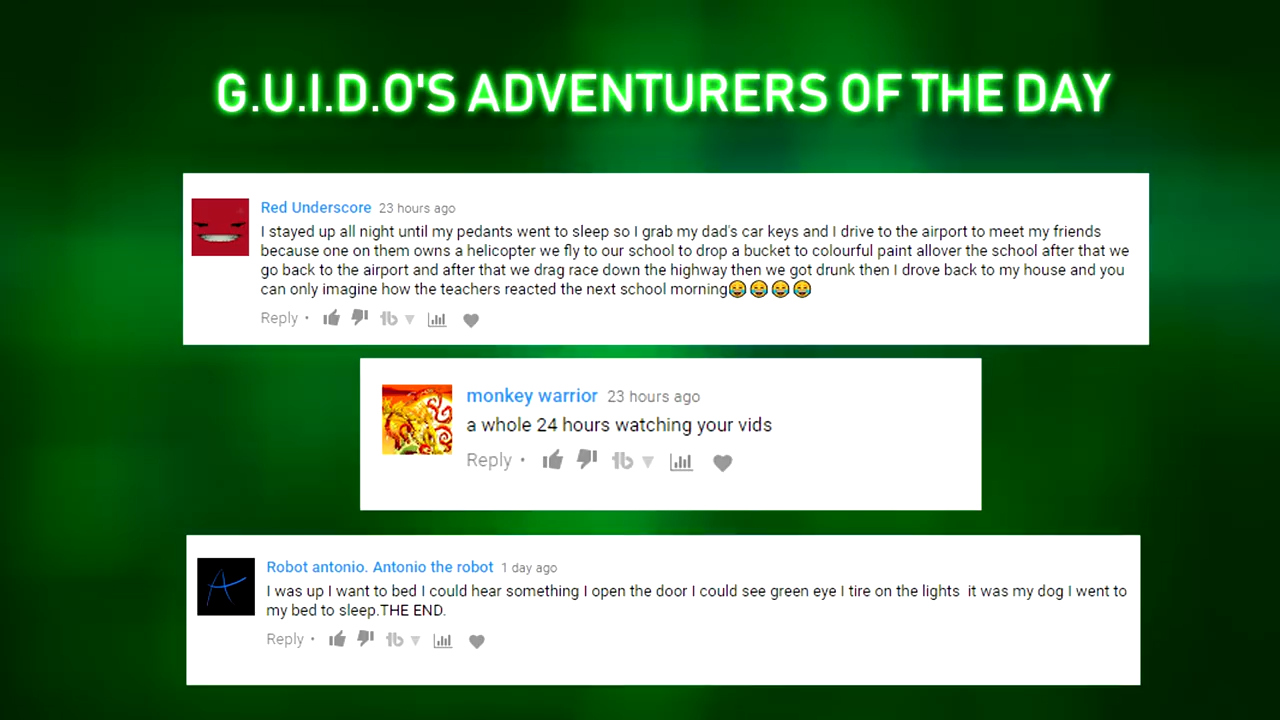 G.U.I.D.O'S ADVENTURERS OF THE DAY
Red Underscore 23 hours ago
I stayed up all night until my pedants went to sleep so I grab my dad's car keys and I drive to the airport to meet my friends
because one on them owns a helicopter we fly to our school to drop a bucket to colourful paint allover the school after that we
go back to the airport and after that we drag race down the highway then we got drunk then I drove back to my house and you
can only imagine how the teachers reacted the next school morning😂😂😂😂
Reply •
monkey warrior 23 hours ago
a whole 24 hours watching your vids
Reply •
Robot antonio. Antonio the robot 1 day ago
I was up I want to bed I could hear something I open the door I could see green eye I tire on the lights  it was my dog I went to
my bed to sleep.THE END.
Reply •